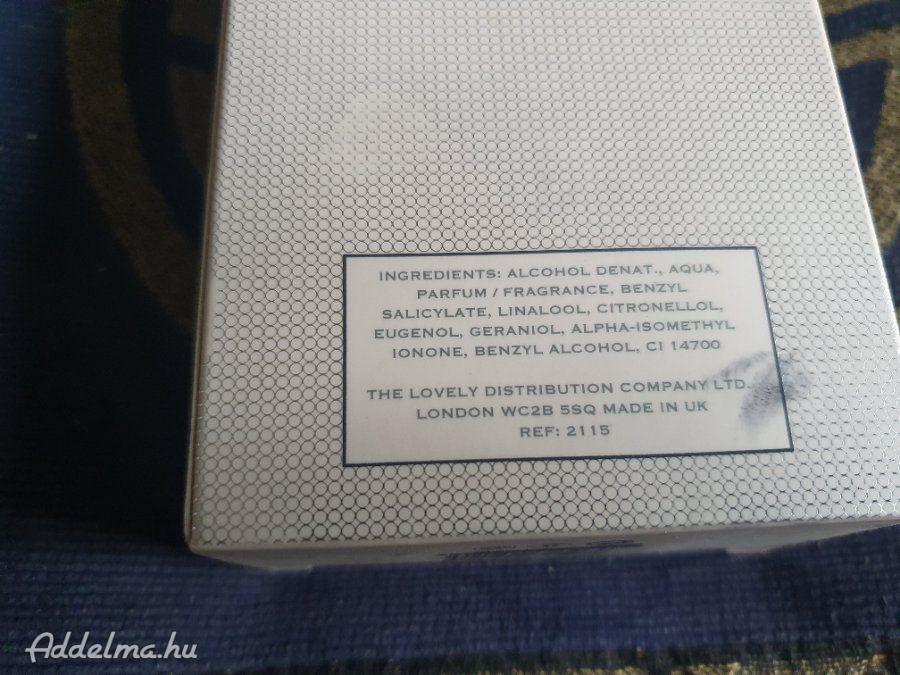 INGREDIENTS: ALCOHOL DENAT., AQUA,
PARFUM / FRAGRANCE, BENZYL
SALICYLATE, LINALOOL, CITRONELLOL,
EUGENOL, GERANIOL, ALPHA-ISOMETHYL
IONONE, BENZYL ALCOHOL, CI 14700
THE LOVELY DISTRIBUTION COMPANY LTD.
LONDON WC2B 5SQ MADE IN UK
REF: 2115
Addelma.hu